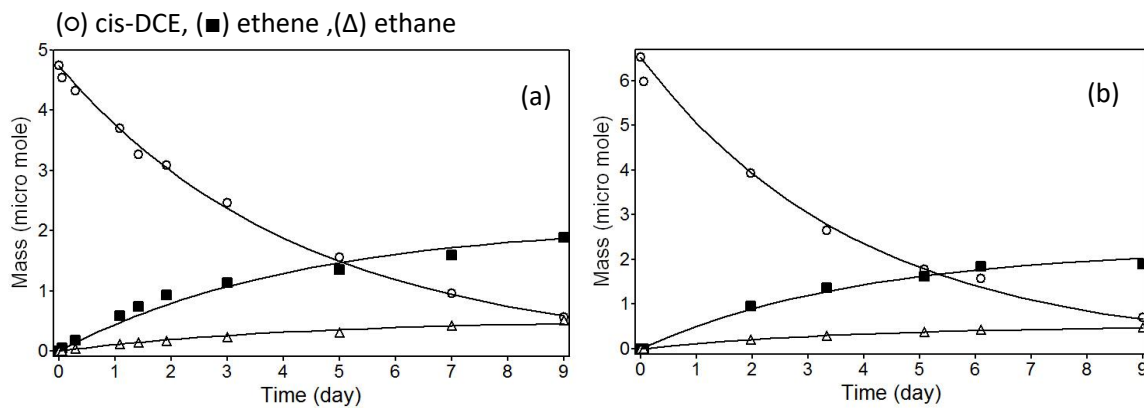 (○) cis-DCE, (■) ethene ,(Δ) ethane
5
4
3
2
1
0
Mass (micro mole)
(a)
0 1 2 3 4 5 6 7 8 9
Time (day)
6
5
4
3
2
1
0
Mass (micro mole)
(b)
0 1 2 3 4 5 6 7 8 9
Time (day)